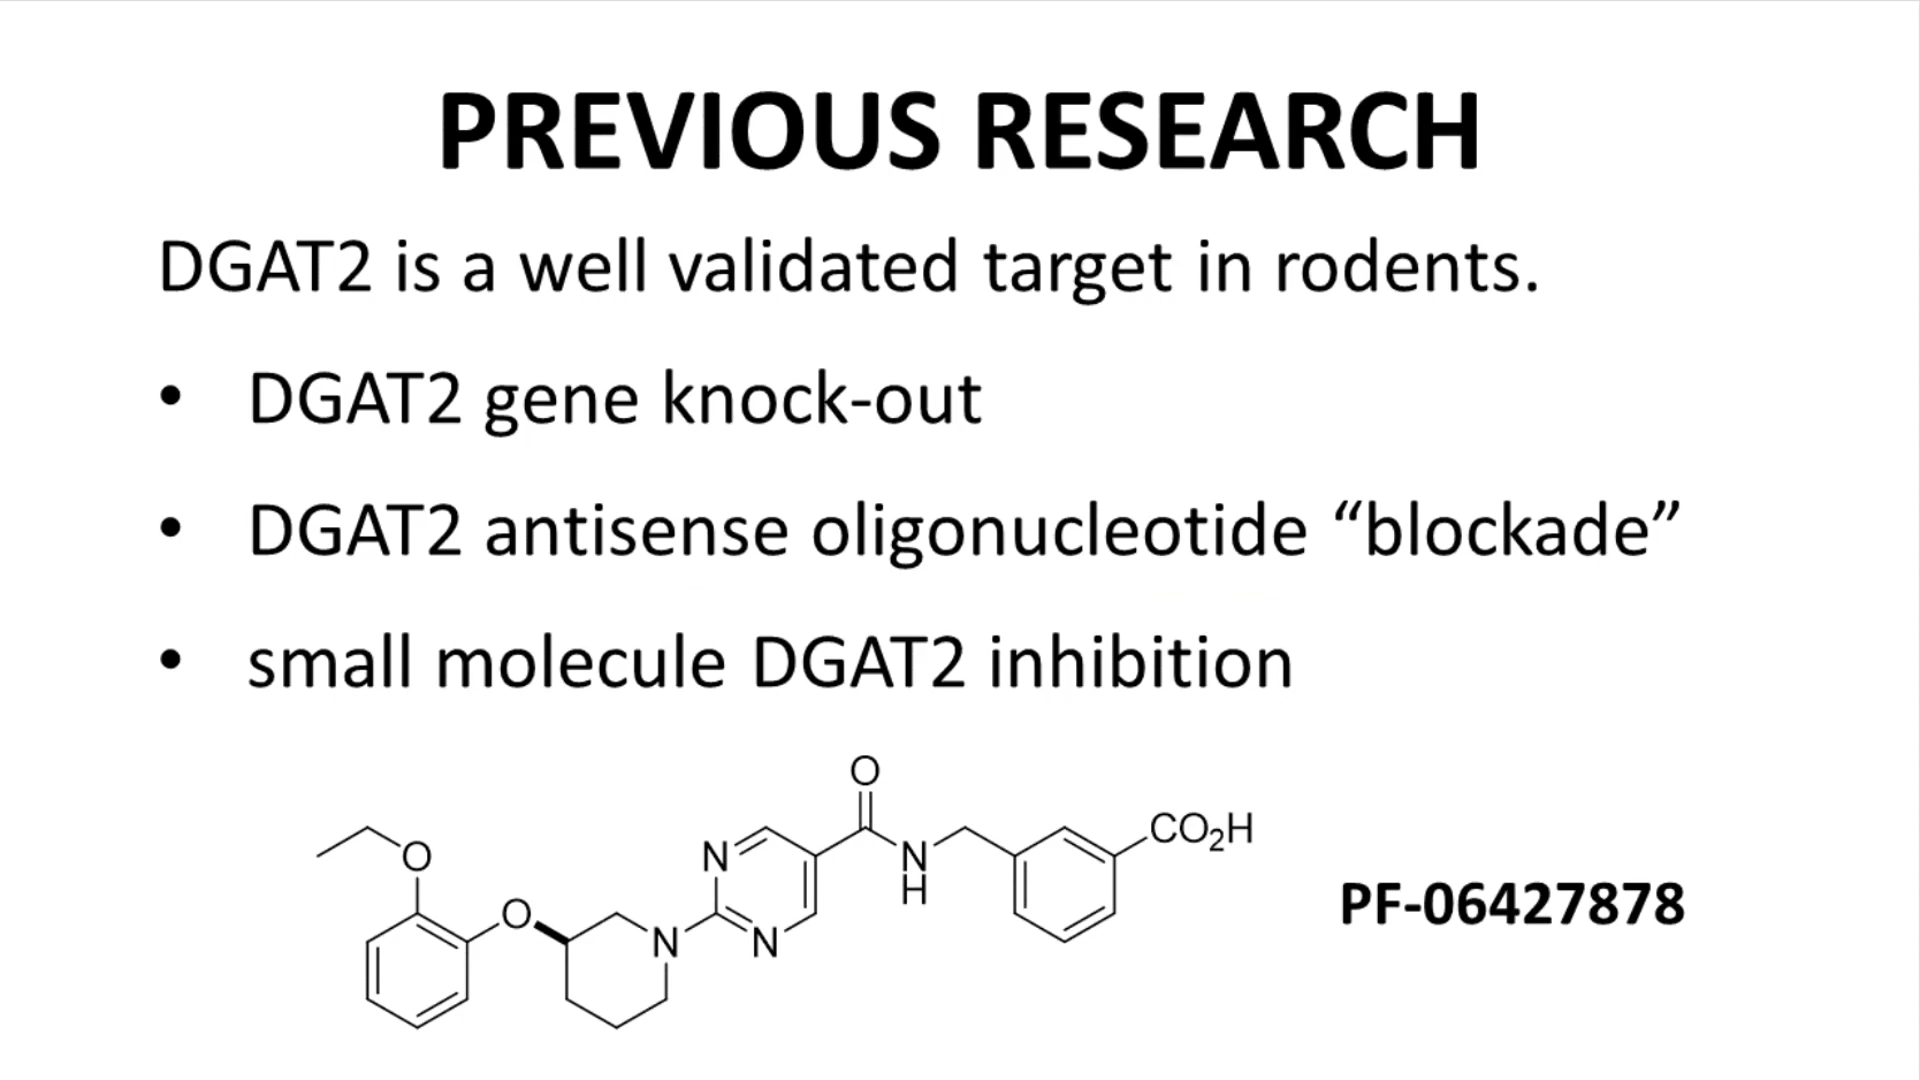 PREVIOUS RESEARCH
DGAT2 is a well validated target in rodents.
• DGAT2 gene knock-out
• DGAT2 antisense oligonucleotide “blockade”
• small molecule DGAT2 inhibition
O
O
O
N
N
N
N
H
CO₂H
PF-06427878